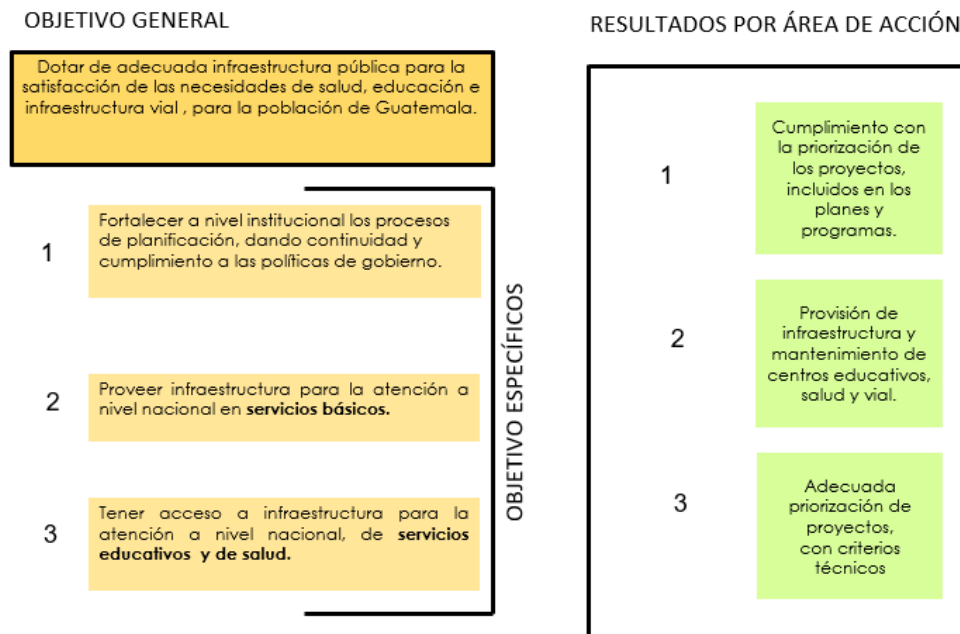 OBJETIVO GENERAL
Dotar de adecuada infraestructura pública para la
satisfacción de las necesidades de salud, educación e
infraestructura vial , para la población de Guatemala.
1
Fortalecer a nivel institucional los procesos
de planificación, dando continuidad y
cumplimiento a las políticas de gobierno.
2
Proveer infraestructura para la atención a
nivel nacional en servicios básicos.
3
Tener acceso a infraestructura para la
atención a nivel nacional, de servicios
educativos y de salud.
OBJETIVO ESPECÍFICOS
RESULTADOS POR ÁREA DE ACCIÓN
1
Cumplimiento con
la priorización de
los proyectos,
incluidos en los
planes y
programas.
2
Provisión de
infraestructura y
mantenimiento de
centros educativos,
salud y vial.
3
Adecuada
priorización de
proyectos,
con criterios
técnicos